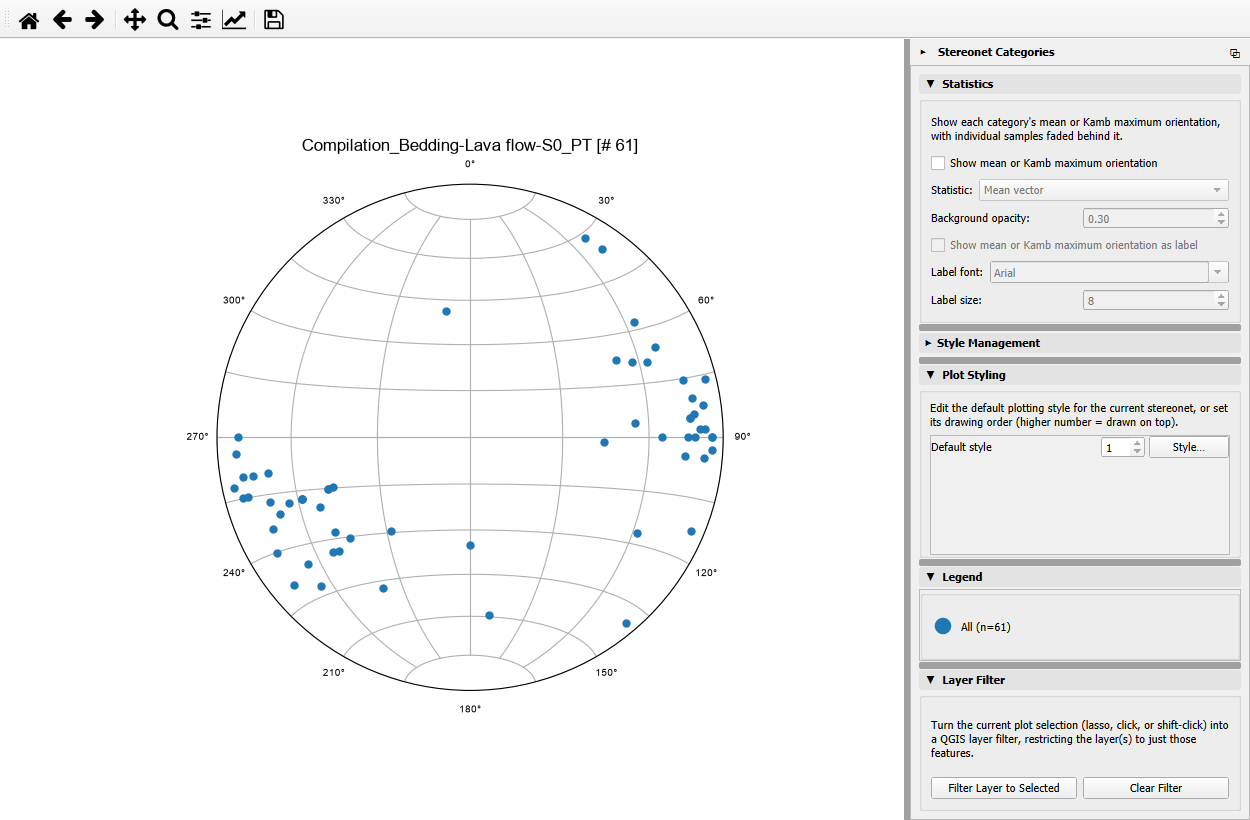 Compilation_Bedding-Lava flow-S0_PT [# 61]
0°
330°
30°
300°
60°
270°
90°
240°
120°
210°
150°
180°
Stereonet Categories
Statistics
Show each category's mean or Kamb maximum orientation,
with individual samples faded behind it.
Show mean or Kamb maximum orientation
Statistic: Mean vector
Background opacity: 0.30
Show mean or Kamb maximum orientation as label
Label font: Arial
Label size: 8
Style Management
Plot Styling
Edit the default plotting style for the current stereonet, or set
its drawing order (higher number = drawn on top).
Default style 1 Style...
Legend
All (n=61)
Layer Filter
Turn the current plot selection (lasso, click, or shift-click) into
a QGIS layer filter, restricting the layer(s) to just those
features.
Filter Layer to Selected Clear Filter